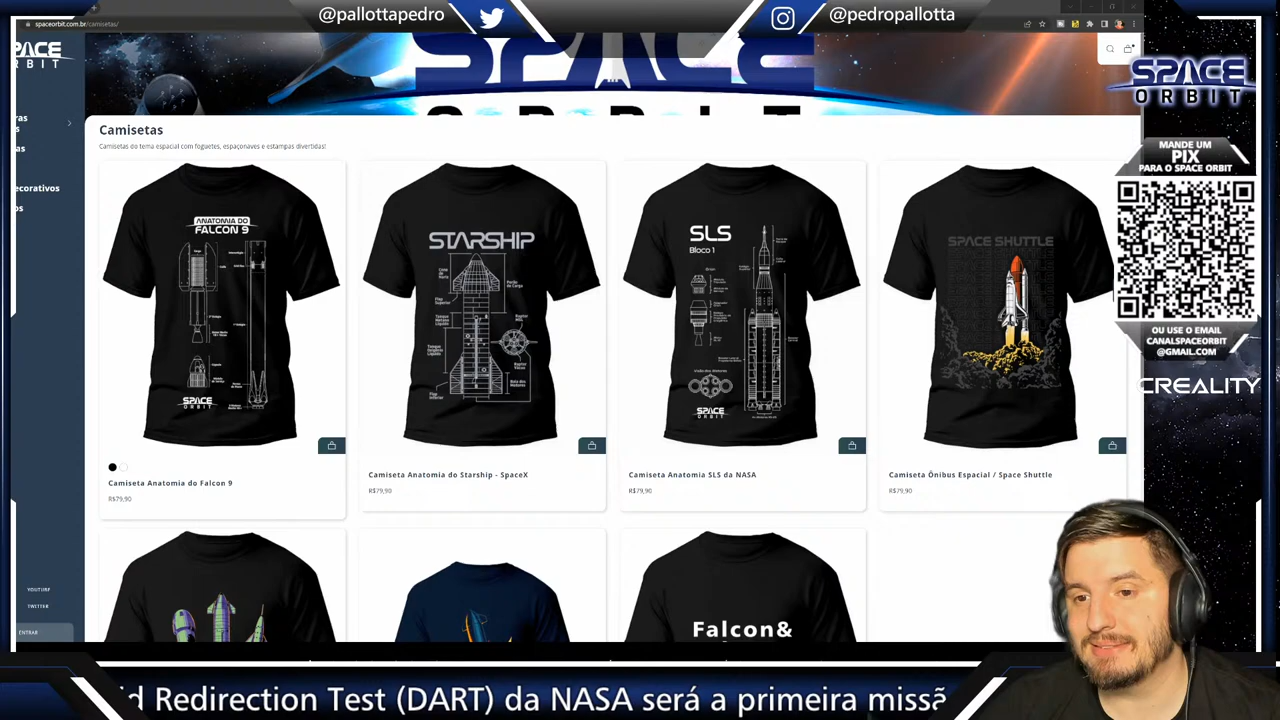 @pallottapedro
@pedropallotta
spaceorbit.com.br/camisetas/
SPACE
ORBIT
SPACE
ORBIT
MANDE UM
PIX
PARA O SPACE ORBIT
OU USE O EMAIL
CANALSPACEORBIT
@GMAIL.COM
CREALITY
ecorativos
YOUTUBE
TWITTER
ENTRAR
Camisetas
Camisetas do tema espacial com foguetes, espaçonaves e estampas divertidas!
ANATOMIA DO
FALCON 9
SPACE
ORBIT
STARSHIP
SLS
Bloco 1
SPACE
ORBIT
SPACE SHUTTLE
Camiseta Anatomia do Falcon 9
R$79,90
Camiseta Anatomia do Starship - SpaceX
R$79,90
Camiseta Anatomia SLS da NASA
R$79,90
Camiseta Ônibus Espacial / Space Shuttle
R$79,90
Falcon&
d Redirection Test (DART) da NASA será a primeira missã